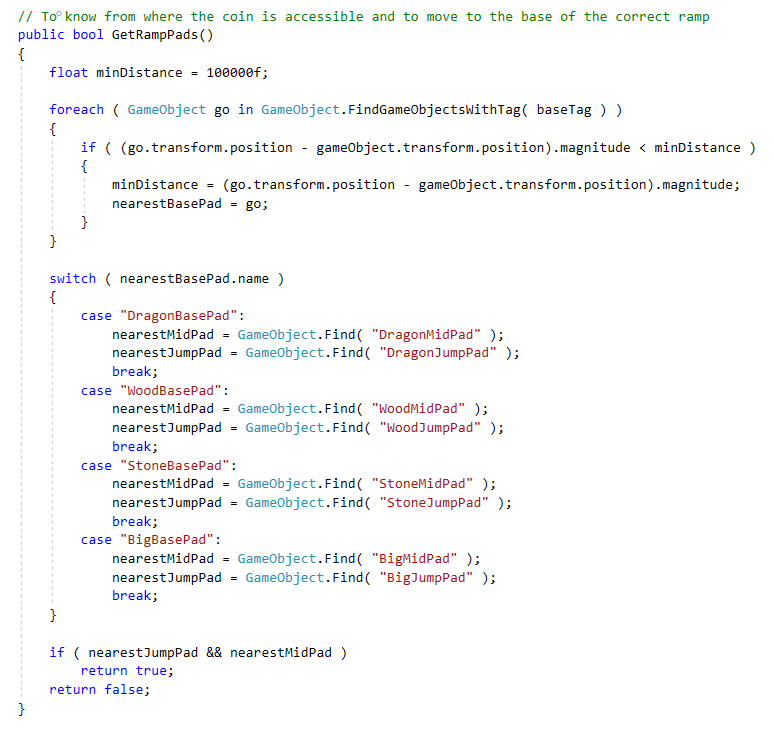 // To know from where the coin is accessible and to move to the base of the correct ramp
public bool GetRampPads()
{
    float minDistance = 100000f;

    foreach ( GameObject go in GameObject.FindGameObjectsWithTag( baseTag ) )
    {
        if ( (go.transform.position - gameObject.transform.position).magnitude < minDistance )
        {
            minDistance = (go.transform.position - gameObject.transform.position).magnitude;
            nearestBasePad = go;
        }
    }

    switch ( nearestBasePad.name )
    {
        case "DragonBasePad":
            nearestMidPad = GameObject.Find( "DragonMidPad" );
            nearestJumpPad = GameObject.Find( "DragonJumpPad" );
            break;
        case "WoodBasePad":
            nearestMidPad = GameObject.Find( "WoodMidPad" );
            nearestJumpPad = GameObject.Find( "WoodJumpPad" );
            break;
        case "StoneBasePad":
            nearestMidPad = GameObject.Find( "StoneMidPad" );
            nearestJumpPad = GameObject.Find( "StoneJumpPad" );
            break;
        case "BigBasePad":
            nearestMidPad = GameObject.Find( "BigMidPad" );
            nearestJumpPad = GameObject.Find( "BigJumpPad" );
            break;
    }

    if ( nearestJumpPad && nearestMidPad )
        return true;
    return false;
}